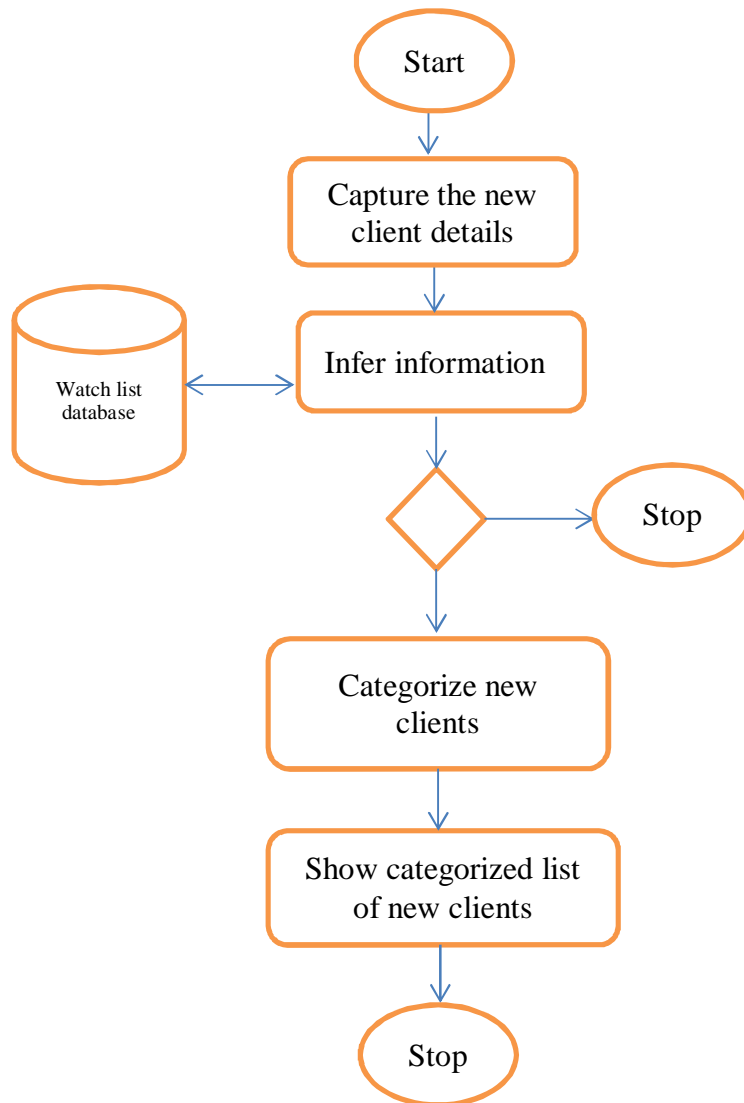 Start
Capture the new
client details
Infer information
Watch list
database
Stop
Categorize new
clients
Show categorized list
of new clients
Stop